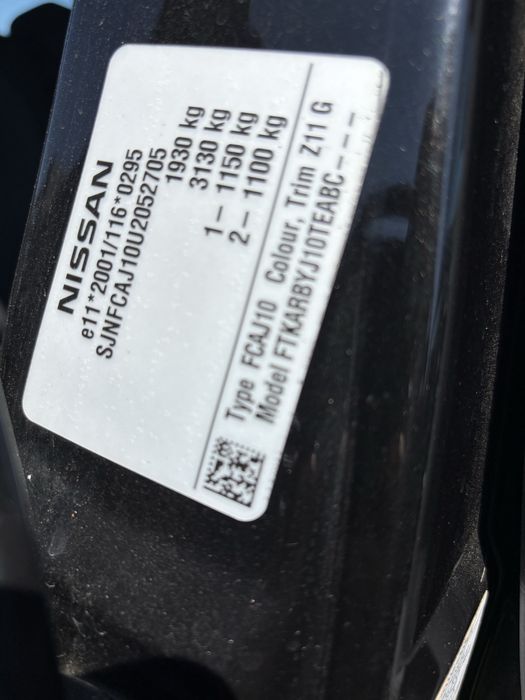 NISSAN
e11*2001/116*0295
SJNFCAJ10U2052705
1930 kg
3130 kg
1– 1150 kg
2– 1100 kg
Type FCAJ10 Colour, Trim Z11 G
Model FTKARBYJ10TEABC– – –